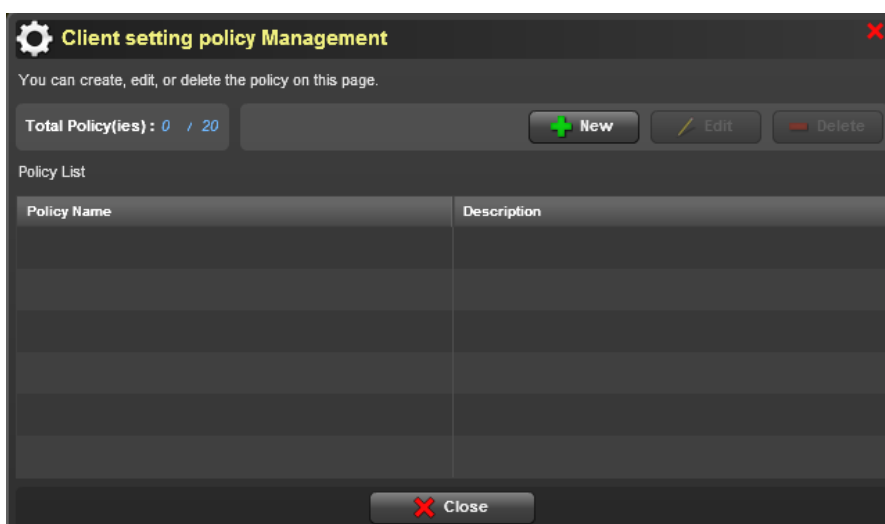 Client setting policy Management
You can create, edit, or delete the policy on this page.
Total Policy(ies) : 0 / 20
New Edit Delete
Policy List
Policy Name Description
Close